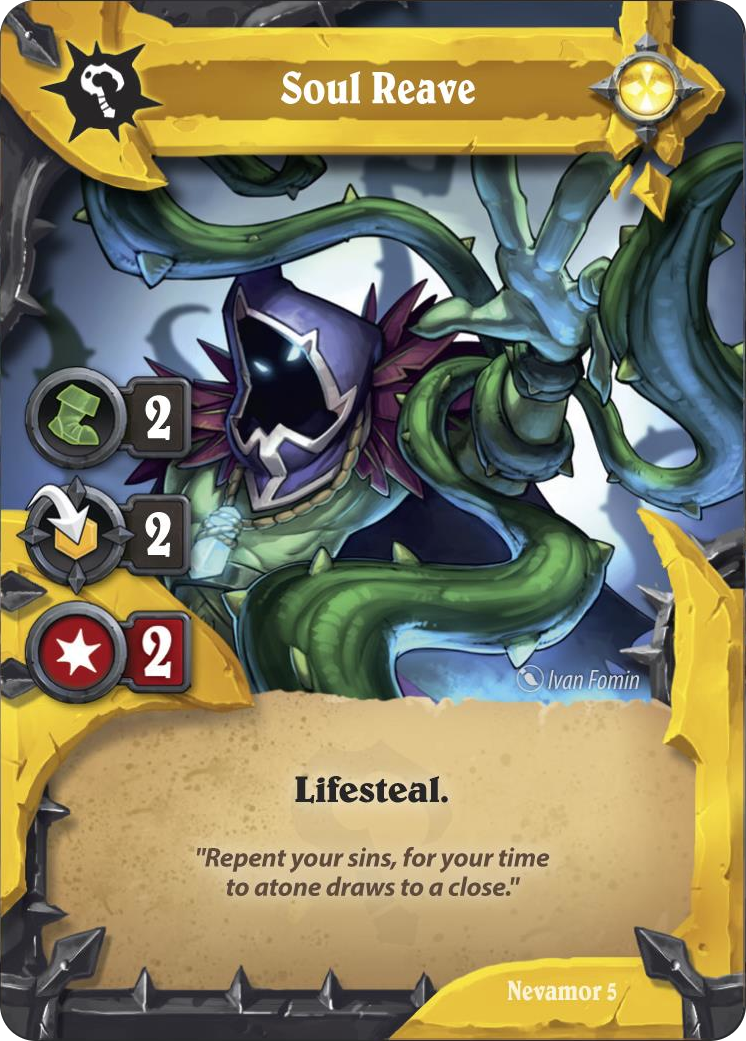 Soul Reave
2
2
2
Ivan Fomin
Lifesteal.
"Repent your sins, for your time
to atone draws to a close."
Nevamor 5